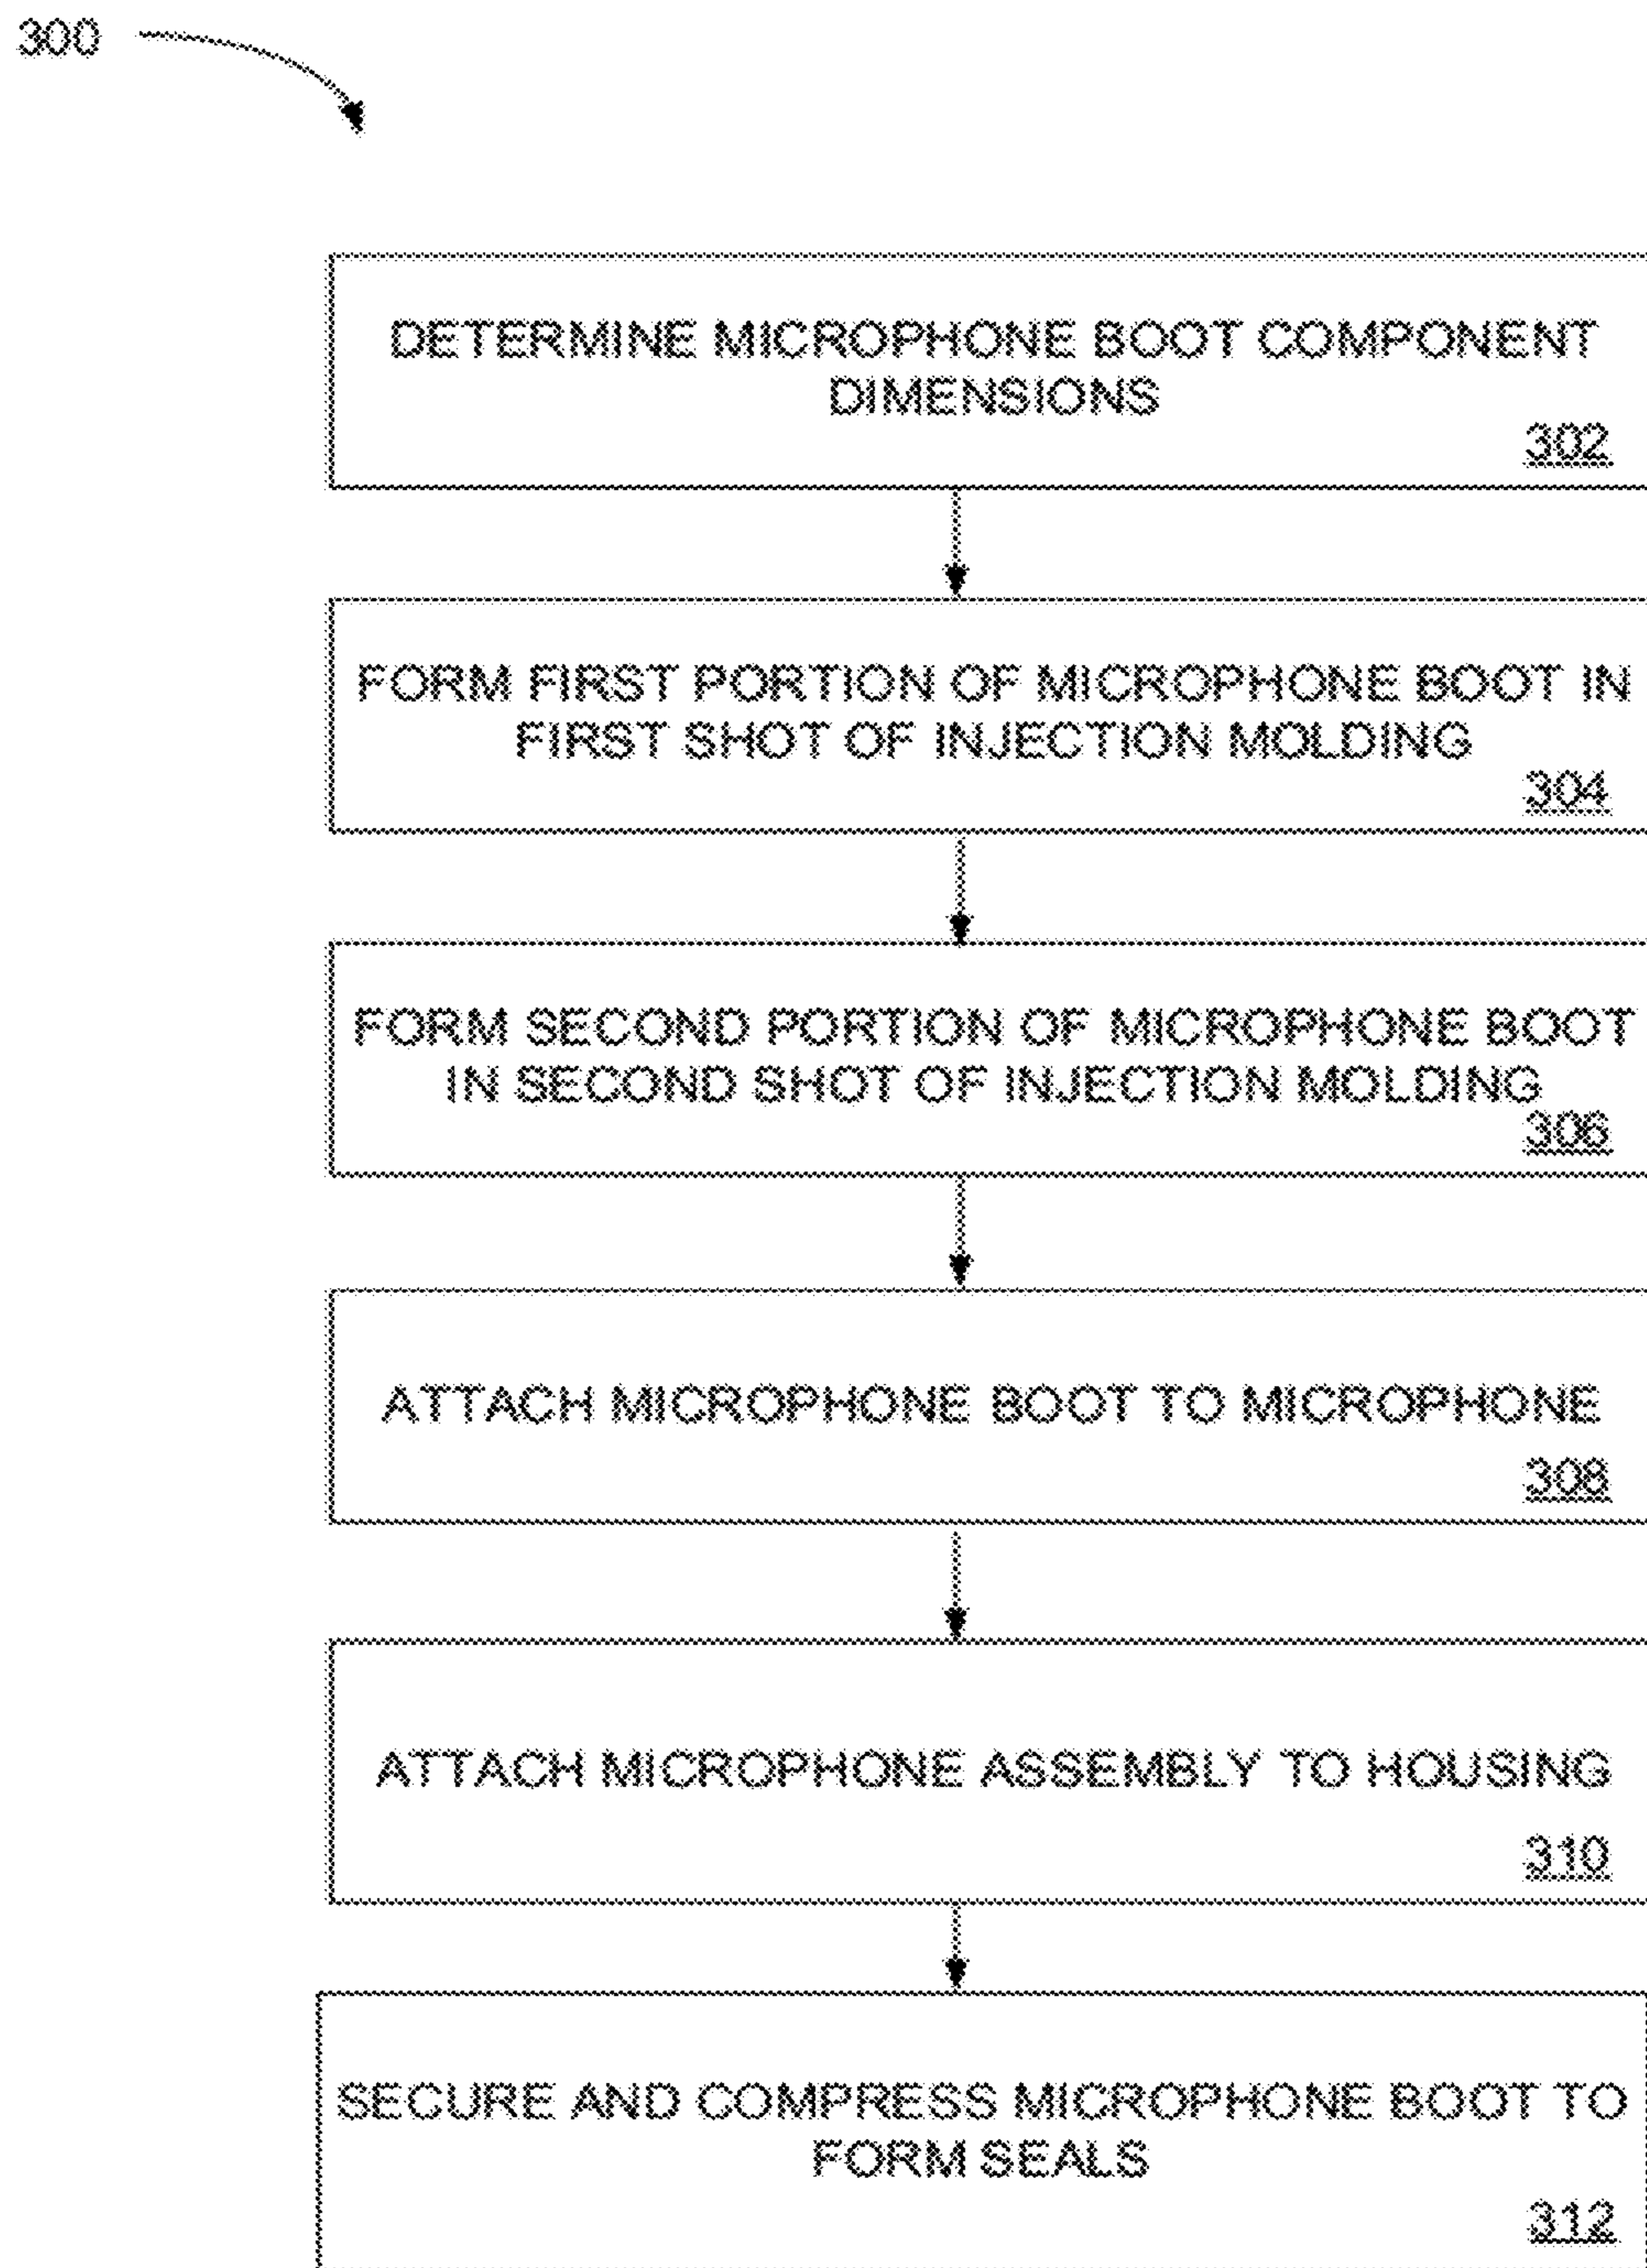 300
DETERMINE MICROPHONE BOOT COMPONENT
DIMENSIONS
302
FORM FIRST PORTION OF MICROPHONE BOOT IN
FIRST SHOT OF INJECTION MOLDING
304
FORM SECOND PORTION OF MICROPHONE BOOT
IN SECOND SHOT OF INJECTION MOLDING
306
ATTACH MICROPHONE BOOT TO MICROPHONE
308
ATTACH MICROPHONE ASSEMBLY TO HOUSING
310
SECURE AND COMPRESS MICROPHONE BOOT TO
FORM SEALS
312